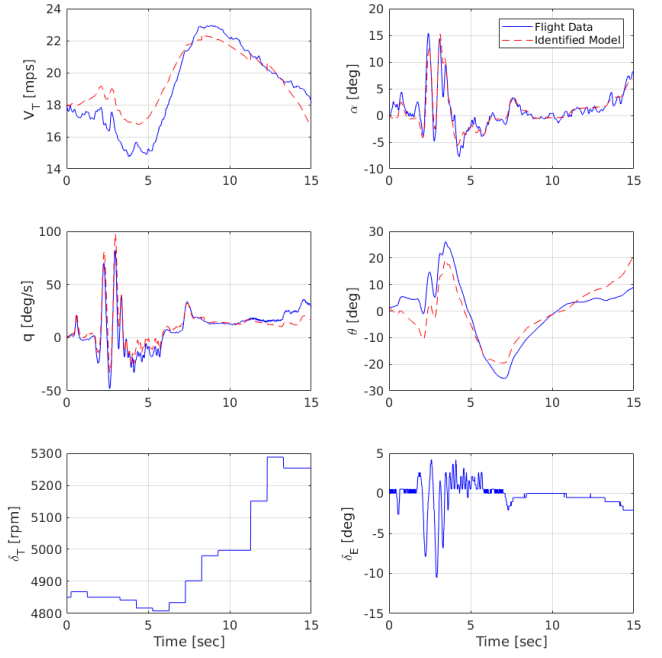 24
22
20
18
16
14
V_T [mps]
0 5 10 15
15
10
5
0
-5
-10
α [deg]
Flight Data
Identified Model
0 5 10 15
100
50
0
-50
q [deg/s]
0 5 10 15
30
20
10
0
-10
-20
-30
θ [deg]
0 5 10 15
5300
5200
5100
5000
4900
4800
δ_T [rpm]
0 5 10 15
Time [sec]
5
0
-5
-10
-15
δ_E [deg]
0 5 10 15
Time [sec]